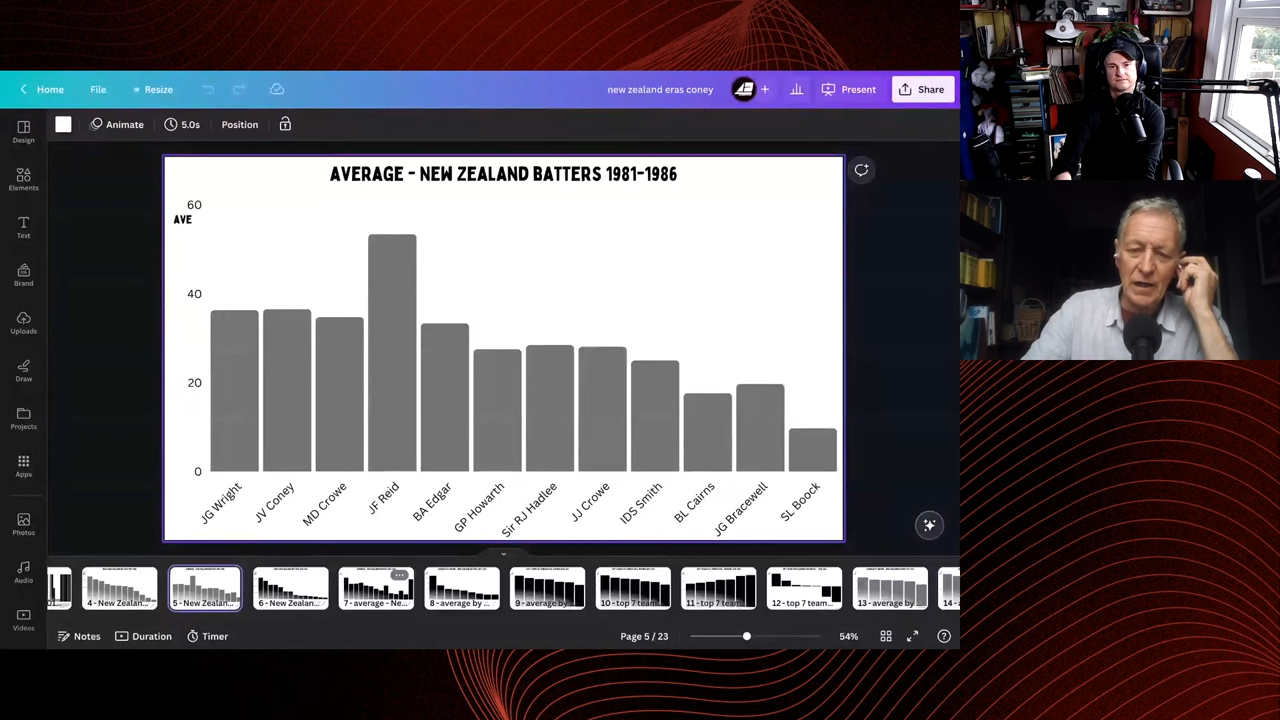 Home File Resize new zealand eras coney Present Share
Animate 5.0s Position
Design
Elements
Text
Brand
Uploads
Draw
Projects
Apps
Photos
Audio
Videos
AVERAGE - NEW ZEALAND BATTERS 1981-1986
60
AVE
40
20
0
JG Wright
JV Coney
MD Crowe
JF Reid
BA Edgar
GP Howarth
Sir RJ Hadlee
JJ Crowe
IDS Smith
BL Cairns
JG Bracewell
SL Boock
4 - New Zealan... 5 - New Zealan... 6 - New Zealan... 7 - average - Ne... 8 - average by ... 9 - average by... 10 - top 7 team... 11 - top 7 team... 12 - top 7 team... 13 - average by... 14 -
Notes Duration Timer Page 5 / 23 54%